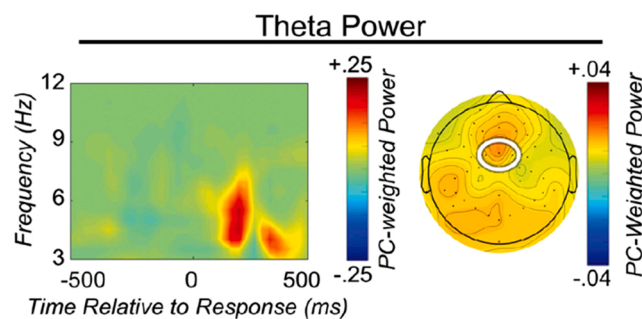 Theta Power
Frequency (Hz)
12
9
6
3
-500
0
500
Time Relative to Response (ms)
+.25
-.25
PC-weighted Power
+.04
-.04
PC-Weighted Power